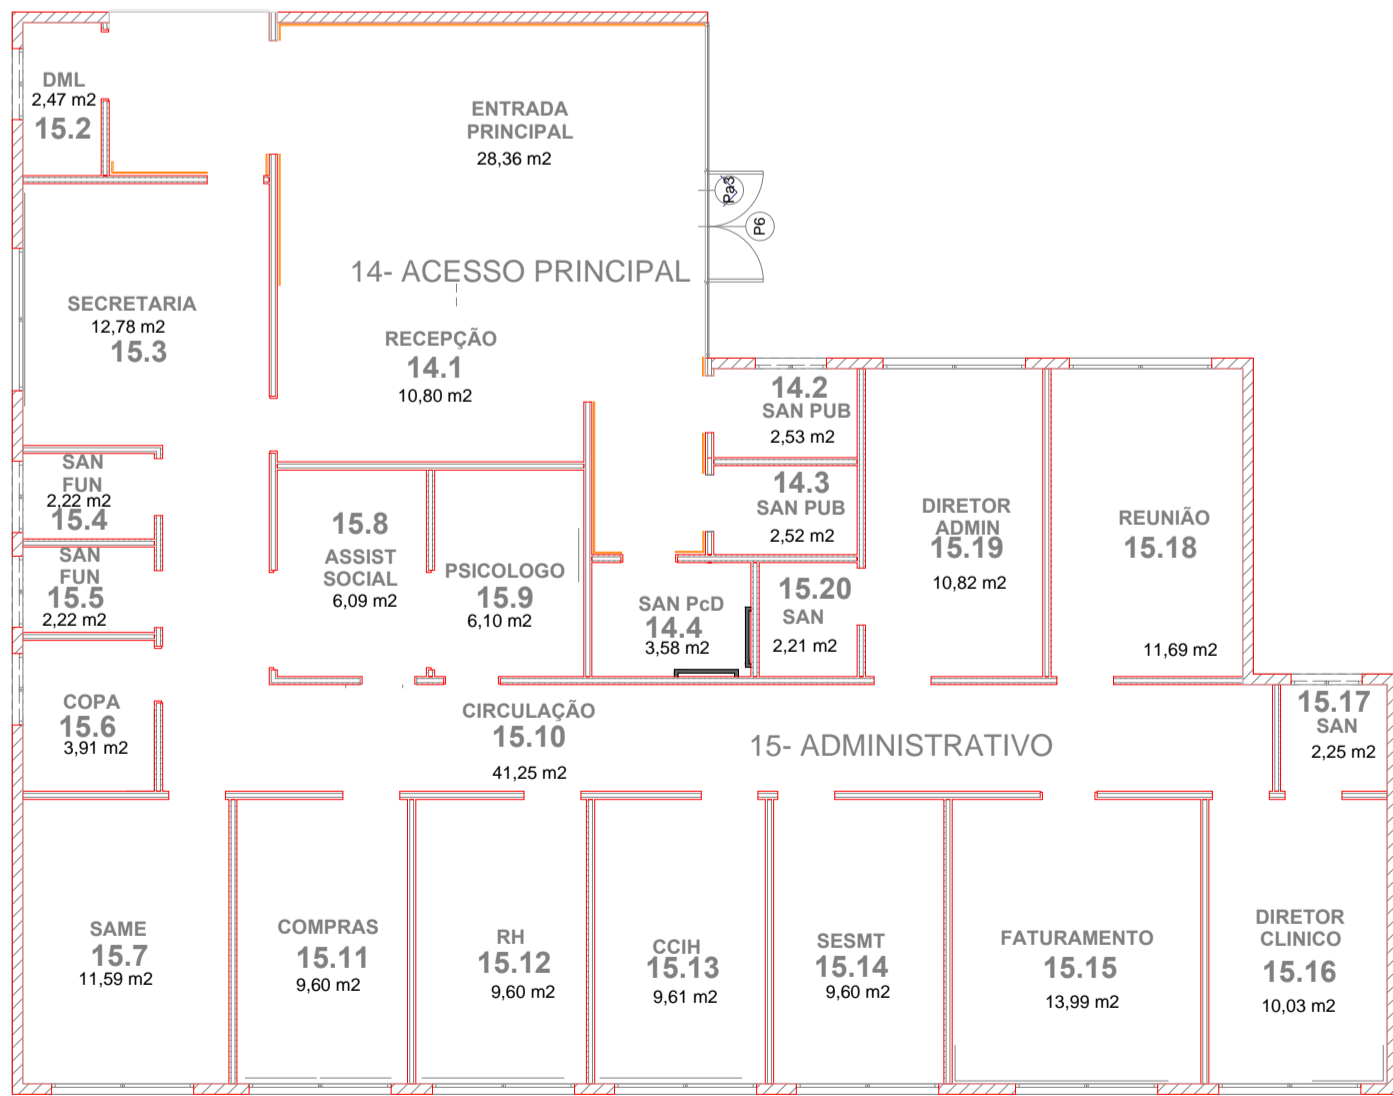 DML
2,47 m2
15.2
ENTRADA
PRINCIPAL
28,36 m2
Pa3
P6
14- ACESSO PRINCIPAL
SECRETARIA
12,78 m2
15.3
RECEPÇÃO
14.1
10,80 m2
14.2
SAN PUB
2,53 m2
14.3
SAN PUB
2,52 m2
SAN
FUN
2,22 m2
15.4
SAN
FUN
15.5
2,22 m2
15.8
ASSIST
SOCIAL
6,09 m2
PSICOLOGO
15.9
6,10 m2
SAN PcD
14.4
3,58 m2
15.20
SAN
2,21 m2
DIRETOR
ADMIN
15.19
10,82 m2
REUNIÃO
15.18
11,69 m2
COPA
15.6
3,91 m2
CIRCULAÇÃO
15.10
41,25 m2
15- ADMINISTRATIVO
15.17
SAN
2,25 m2
SAME
15.7
11,59 m2
COMPRAS
15.11
9,60 m2
RH
15.12
9,60 m2
CCIH
15.13
9,61 m2
SESMT
15.14
9,60 m2
FATURAMENTO
15.15
13,99 m2
DIRETOR
CLINICO
15.16
10,03 m2